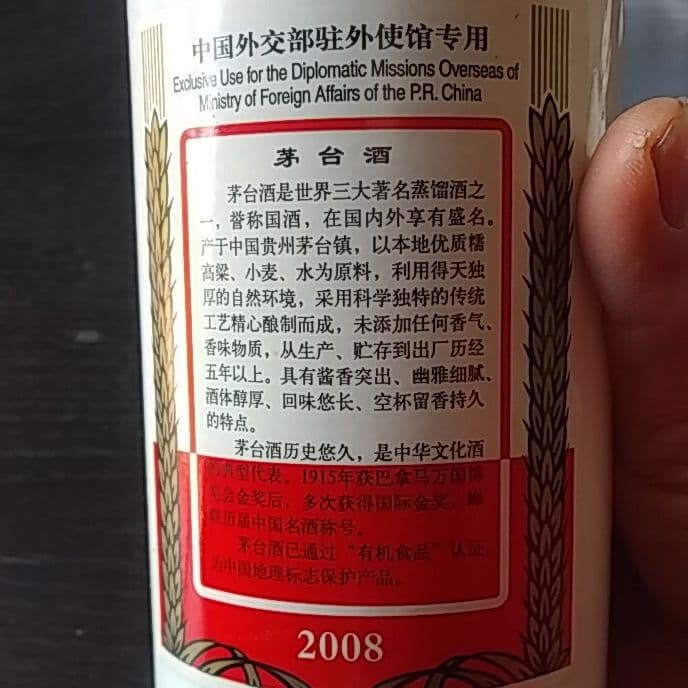 中国外交部驻外使馆专用
Exclusive Use for the Diplomatic Missions Overseas of
Ministry of Foreign Affairs of the P.R. China
茅台酒
茅台酒是世界三大著名蒸馏酒之
一，誉称国酒，在国内外享有盛名。
产于中国贵州茅台镇，以本地优质糯
高粱、小麦、水为原料，利用得天独
厚的自然环境，采用科学独特的传统
工艺精心酿制而成，未添加任何香气、
香味物质，从生产、贮存到出厂历经
五年以上。具有酱香突出、幽雅细腻、
酒体醇厚、回味悠长、空杯留香持久
的特点。
茅台酒历史悠久，是中华文化酒
的典型代表。1915年获巴拿马万国博
览会金奖后，多次获得国际金奖，蝉
联历届中国名酒称号。
茅台酒已通过“有机食品”认证，
为中国地理标志保护产品。
2008